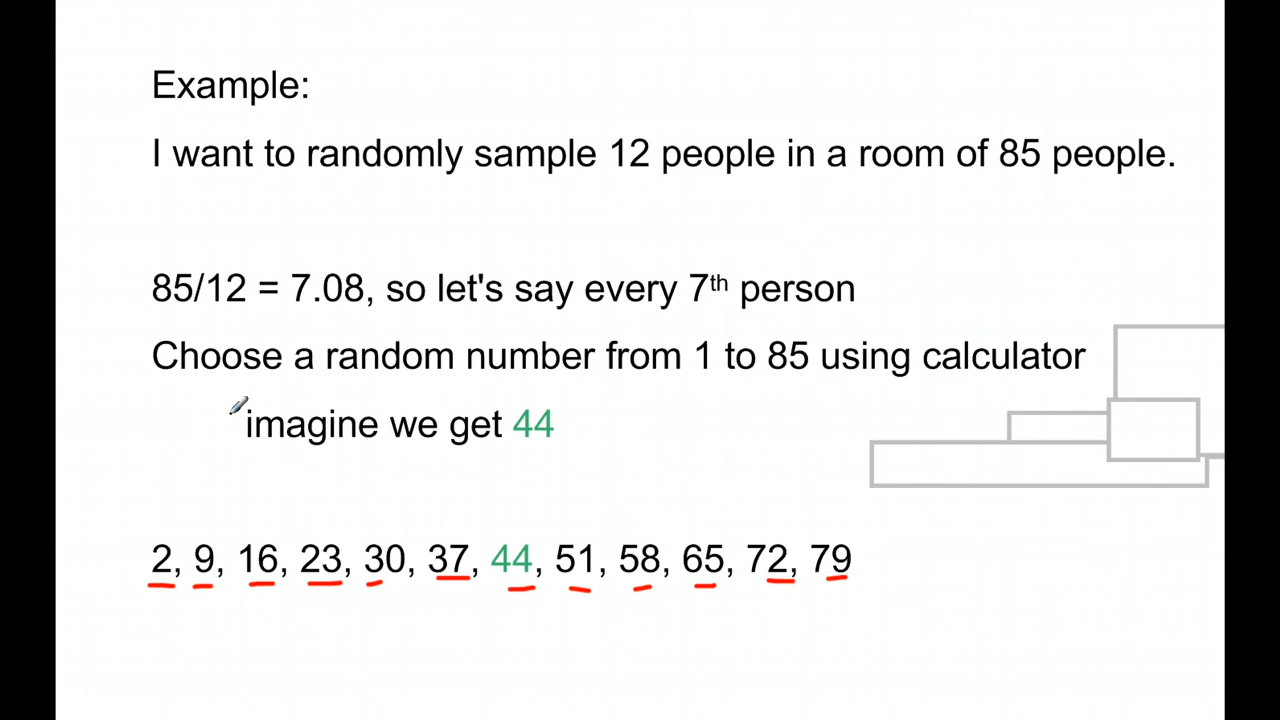 Example:
I want to randomly sample 12 people in a room of 85 people.
85/12 = 7.08, so let's say every 7th person
Choose a random number from 1 to 85 using calculator
imagine we get 44
2, 9, 16, 23, 30, 37, 44, 51, 58, 65, 72, 79